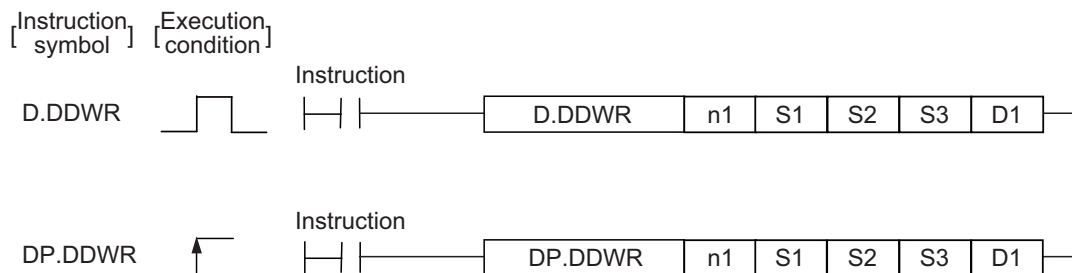 [Instruction symbol] [Execution condition]
Instruction
D.DDWR D.DDWR n1 S1 S2 S3 D1
Instruction
DP.DDWR DP.DDWR n1 S1 S2 S3 D1